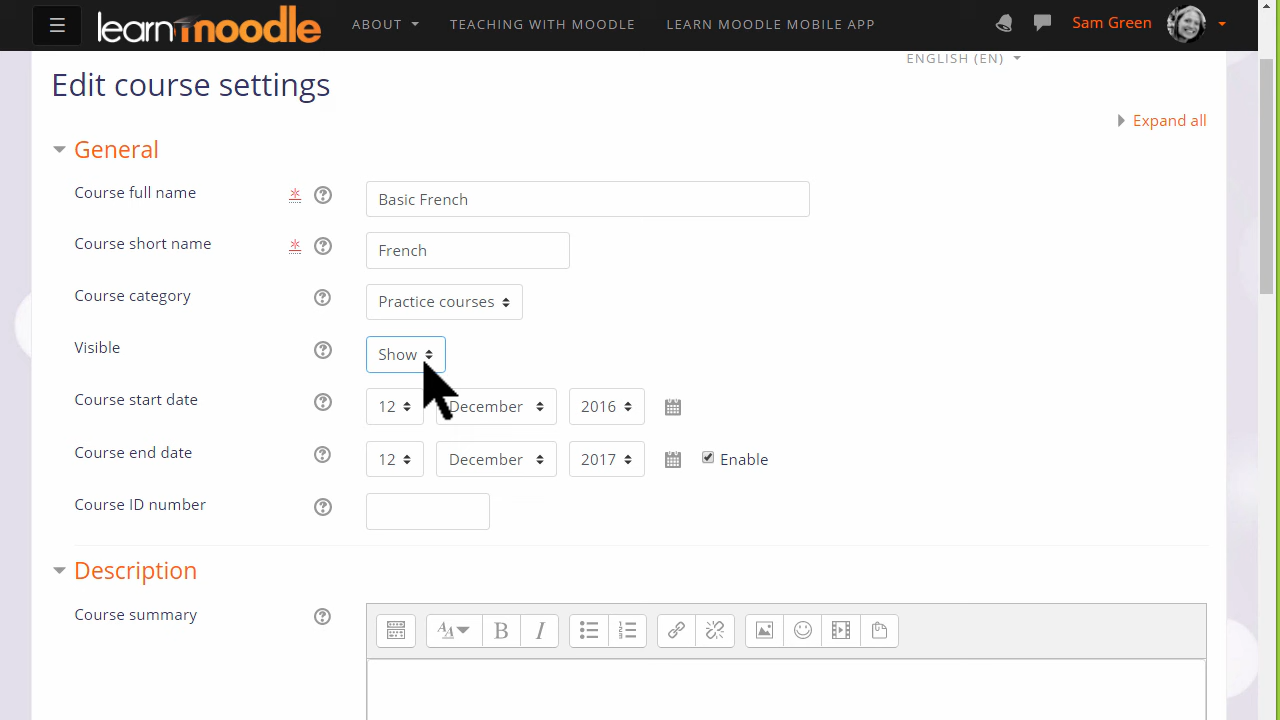 learn moodle ABOUT TEACHING WITH MOODLE LEARN MOODLE MOBILE APP Sam Green
ENGLISH (EN)
Edit course settings
Expand all
General
Course full name Basic French
Course short name French
Course category Practice courses
Visible Show
Course start date 12 December 2016
Course end date 12 December 2017 Enable
Course ID number
Description
Course summary